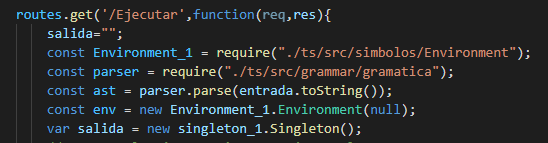 routes.get('/Ejecutar',function(req,res){
salida="";
const Environment_1 = require("./ts/src/simbolos/Environment");
const parser = require("./ts/src/grammar/gramatica");
const ast = parser.parse(entrada.toString());
const env = new Environment_1.Environment(null);
var salida = new singleton_1.Singleton();